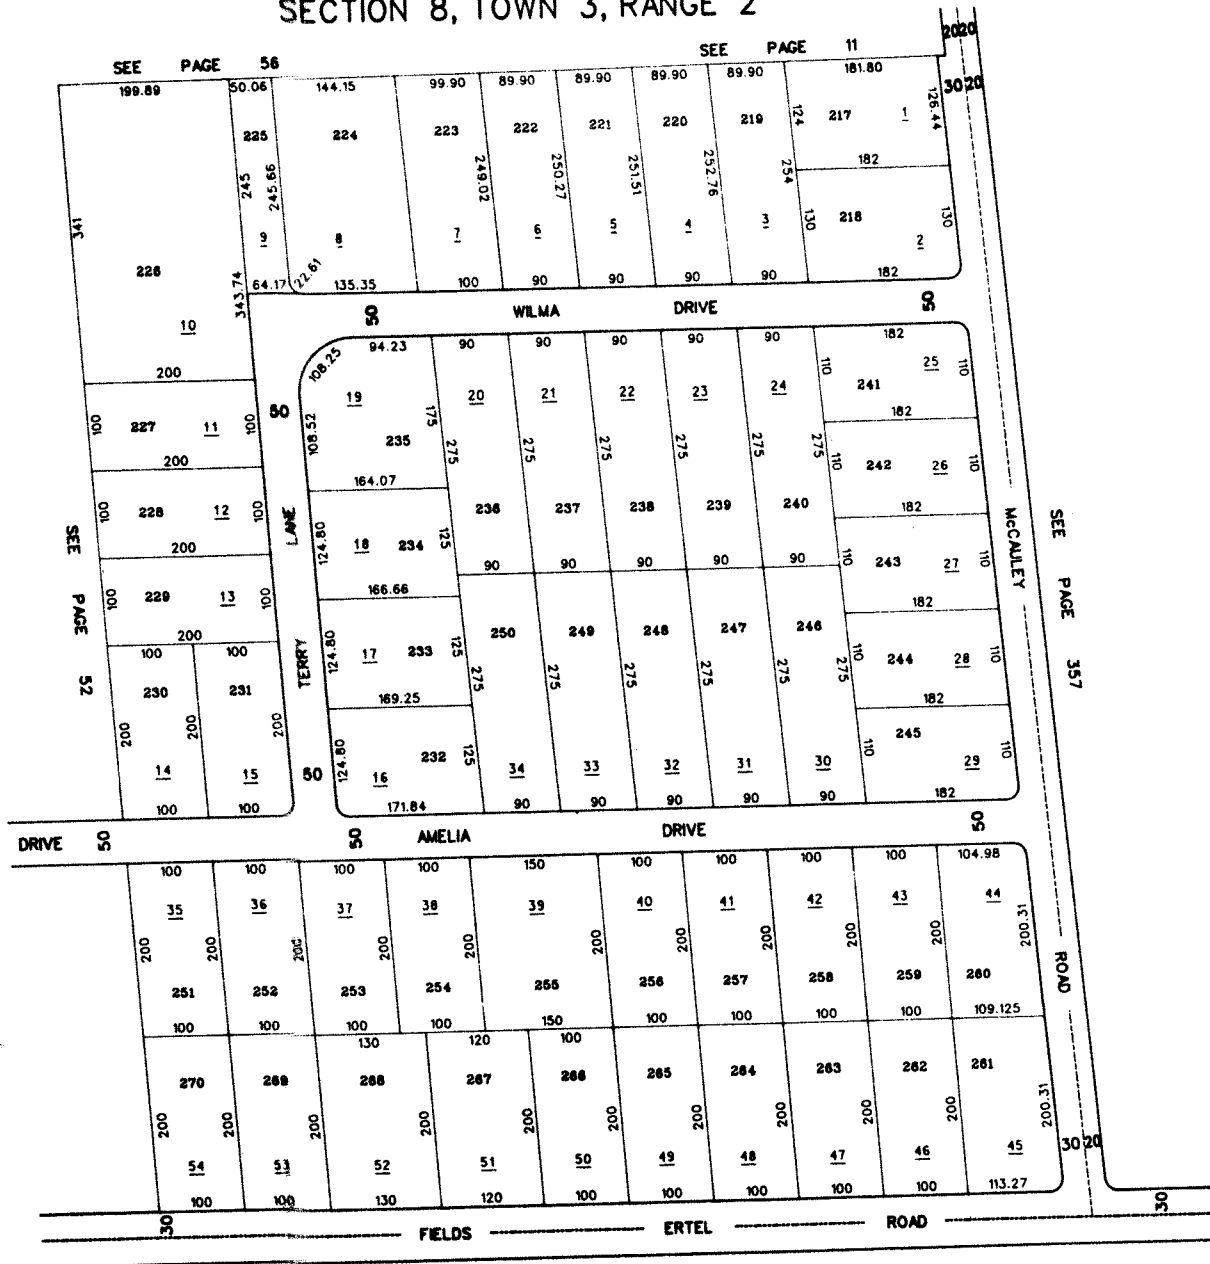 SECTION 8, TOWN 3, RANGE 2
SEE PAGE 56
SEE PAGE 11
2020
199.89 50.06 144.15 99.90 89.90 89.90 89.90 89.90 181.80
3020
225 224 223 222 221 220 219 124 217 1 126.44
182
341 245 245.66 249.02 250.27 251.51 252.76 254
9 8 7 6 5 4 3 130 218 2 130
226
343.74 64.17 22.61 135.35 100 90 90 90 90 182
10
50 WILMA DRIVE 50
200
108.25 94.23 90 90 90 90 90 182
100 227 11 100 50
19 20 21 22 23 24 110 241 25 110
182
200
108.52 235 175 275 275 275 275 275 275
164.07
110 242 26 110
182
100 228 12 100
200
LANE
236 237 238 239 240
124.80 18 234 125
166.66
90 90 90 90 90
110 243 27 110
182
McCAULEY
SEE PAGE 357
SEE PAGE 52
100 229 13 100
200
100 100
TERRY
124.80 17 233 125
169.25
250 249 248 247 246
275 275 275 275 275 275
110 244 28 110
182
230 231
200 200 200
14 15
100 100
50
124.80 16 232 125
171.84
34 33 32 31 30
90 90 90 90 90
110 245 29 110
182
DRIVE 50 50 AMELIA DRIVE 50
100 100 100 100 150 100 100 100 100 104.98
35 36 37 38 39 40 41 42 43 44
200 200 200 200 200 200 200 200 200.31
251 252 253 254 255 256 257 258 259 260
100 100 100 100 150 100 100 100 100 109.125
ROAD
130 120 100
270 269 268 267 266 265 264 263 262 261
200 200 200 200 200 200 200 200 200 200.31
3020
54 53 52 51 50 49 48 47 46 45
100 100 130 120 100 100 100 100 100 113.27
30 FIELDS ERTEL ROAD 30